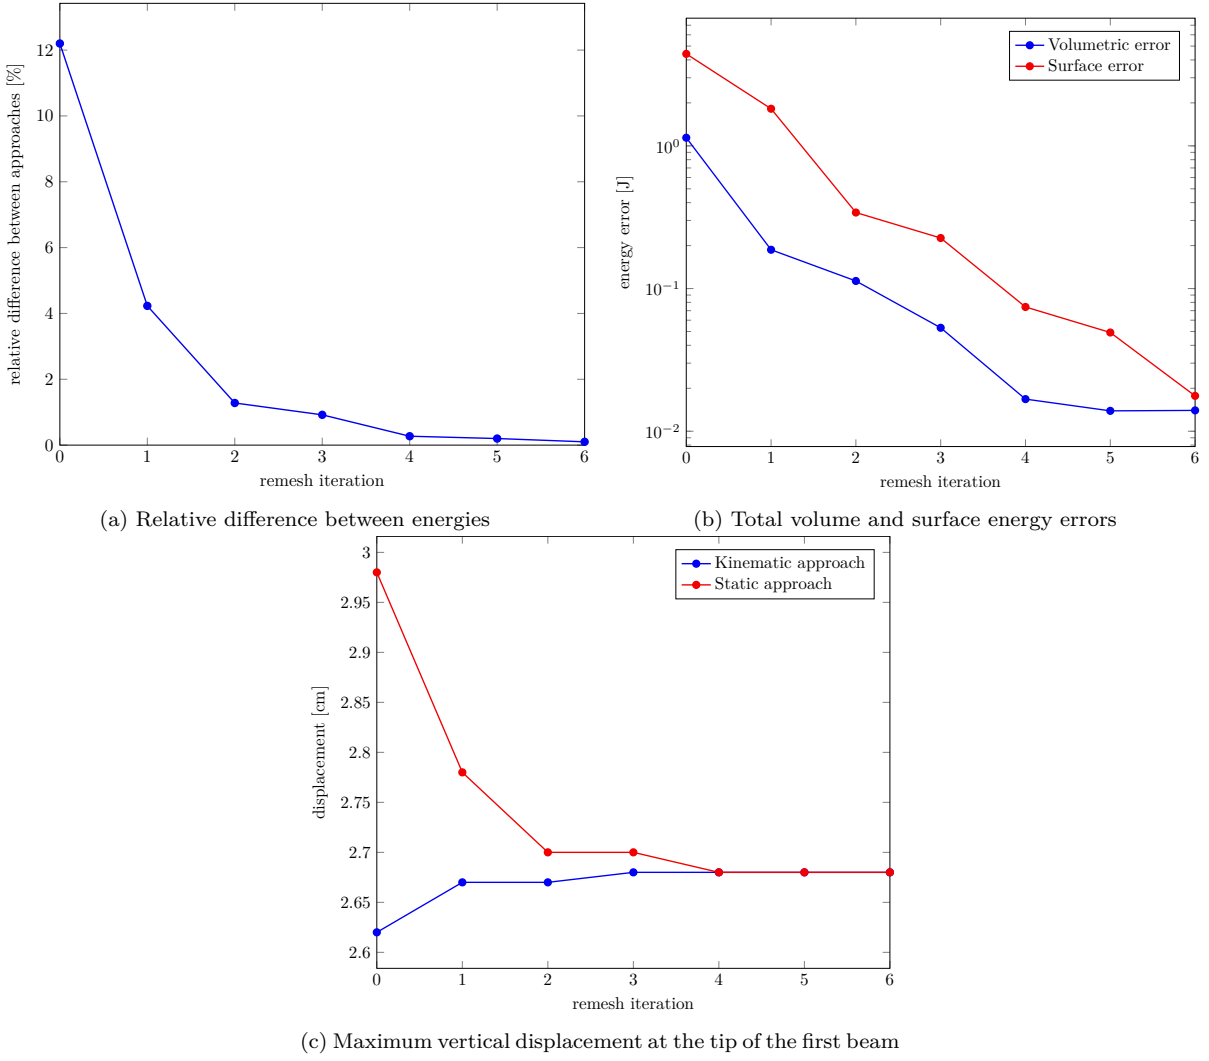 12
10
8
6
4
2
0
relative difference between approaches [%]
0 1 2 3 4 5 6
remesh iteration
(a) Relative difference between energies
Volumetric error
Surface error
10⁰
10⁻¹
10⁻²
energy error [J]
0 1 2 3 4 5 6
remesh iteration
(b) Total volume and surface energy errors
Kinematic approach
Static approach
3
2.95
2.9
2.85
2.8
2.75
2.7
2.65
2.6
displacement [cm]
0 1 2 3 4 5 6
remesh iteration
(c) Maximum vertical displacement at the tip of the first beam